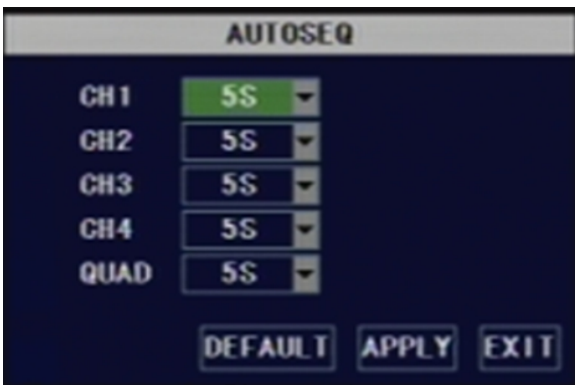 AUTOSEQ
CH1 5S
CH2 5S
CH3 5S
CH4 5S
QUAD 5S
DEFAULT APPLY EXIT